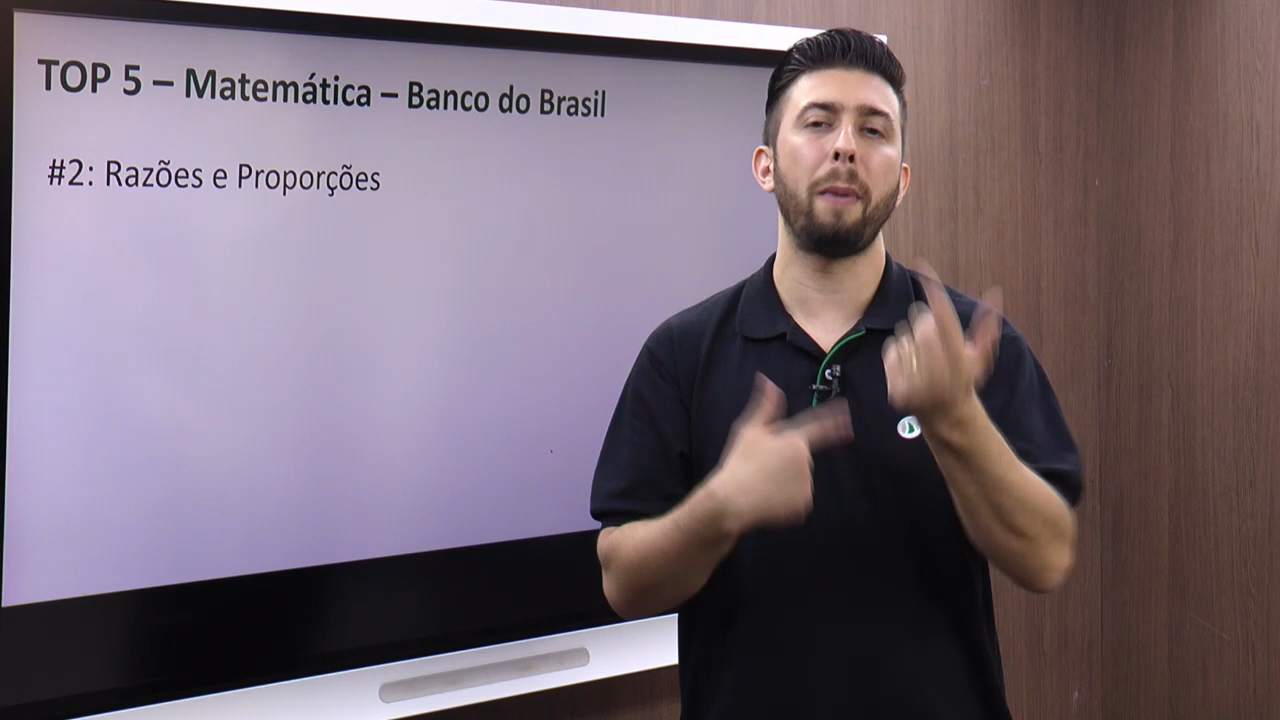 TOP 5 – Matemática – Banco do Brasil
#2: Razões e Proporções